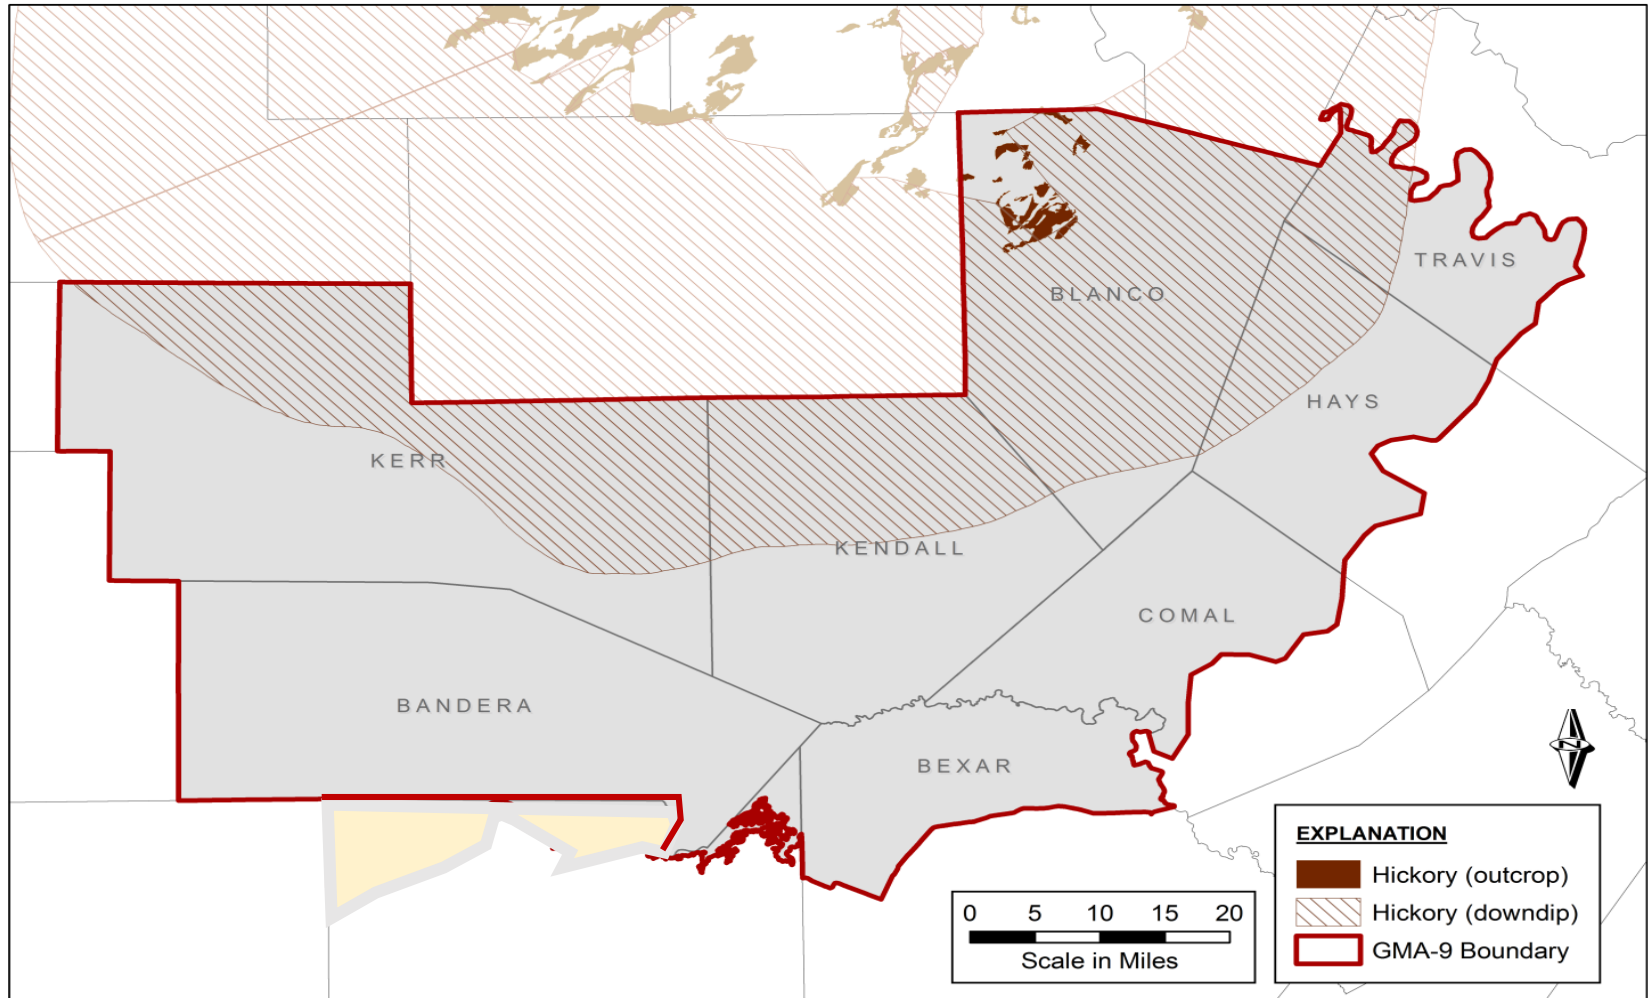 TRAVIS
BLANCO
HAYS
KERR
KENDALL
COMAL
BANDERA
BEXAR
N
EXPLANATION
Hickory (outcrop)
Hickory (downdip)
GMA-9 Boundary
0 5 10 15 20
Scale in Miles